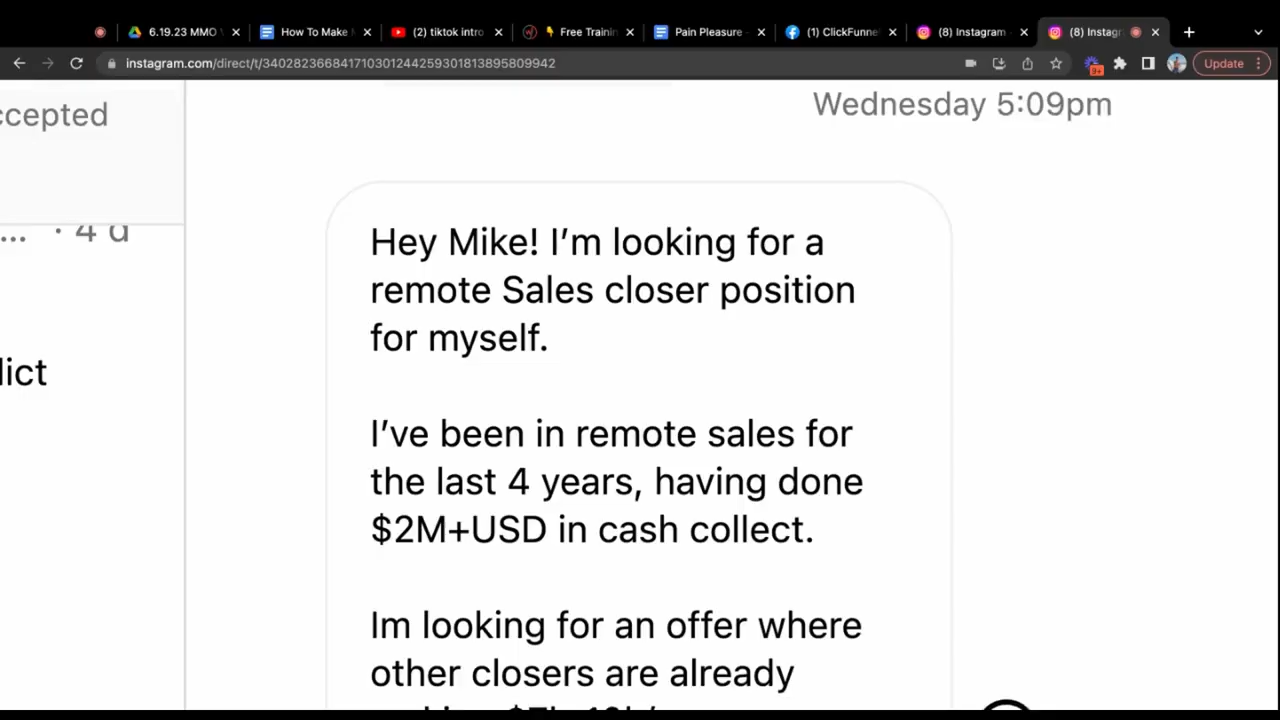 6.19.23 MMO
How To Make
(2) tiktok intro
Free Trainin
Pain Pleasure -
(1) ClickFunnel
(8) Instagram
(8) Instagr
instagram.com/direct/t/340282366841710301244259301813895809942
9+
Update
ccepted
Wednesday 5:09pm
... · 4 d
Hey Mike! I’m looking for a
remote Sales closer position
for myself.
lict
I’ve been in remote sales for
the last 4 years, having done
$2M+USD in cash collect.
Im looking for an offer where
other closers are already